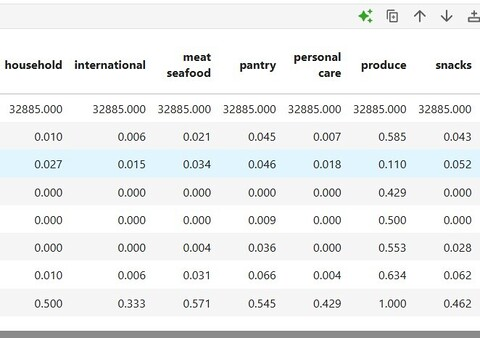 household international meat seafood pantry personal care produce snacks
32885.000 32885.000 32885.000 32885.000 32885.000 32885.000 32885.000
0.010 0.006 0.021 0.045 0.007 0.585 0.043
0.027 0.015 0.034 0.046 0.018 0.110 0.052
0.000 0.000 0.000 0.000 0.000 0.429 0.000
0.000 0.000 0.000 0.009 0.000 0.500 0.000
0.000 0.000 0.004 0.036 0.000 0.553 0.028
0.010 0.006 0.031 0.066 0.004 0.634 0.062
0.500 0.333 0.571 0.545 0.429 1.000 0.462